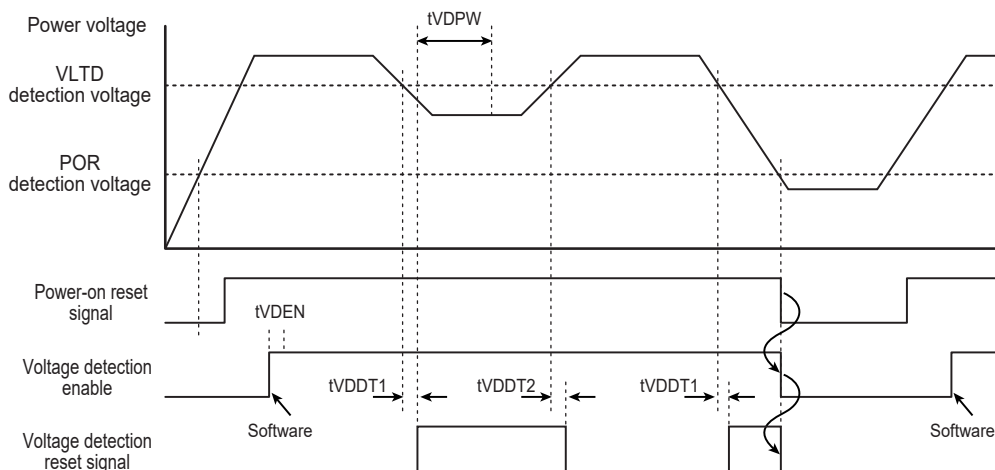 tVDPW
Power voltage
VLTD
detection voltage
POR
detection voltage
Power-on reset
signal
tVDEN
Voltage detection
enable
tVDDT1
tVDDT2
tVDDT1
Software
Software
Voltage detection
reset signal